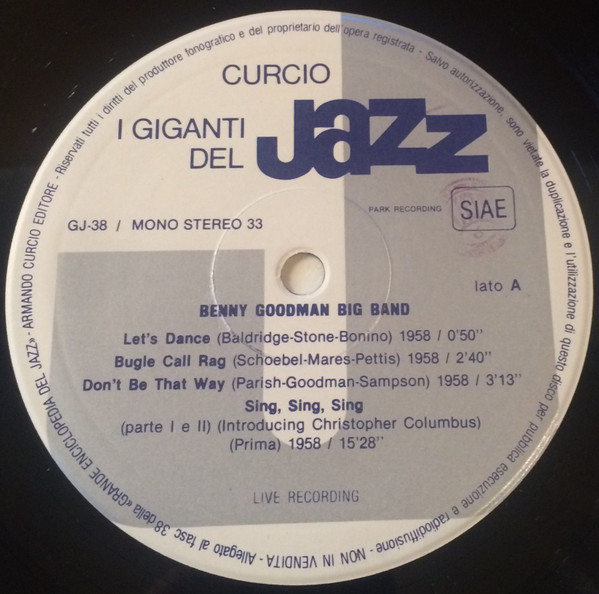 Riservati tutti i diritti del produttore fonografico e del proprietario dell'opera registrata - Salvo autorizzazione, sono vietate la duplicazione e l'utilizzazione di questo disco per pubblica esecuzione e radiodiffusione - NON IN VENDITA - Allegato al fasc 38 della «GRANDE ENCICLOPEDIA DEL JAZZ» - ARMANDO CURCIO EDITORE -
CURCIO
I GIGANTI
DEL
Jazz
PARK RECORDING
SIAE
GJ-38 / MONO STEREO 33
lato A
BENNY GOODMAN BIG BAND
Let's Dance (Baldridge-Stone-Bonino) 1958 / 0'50''
Bugle Call Rag (Schoebel-Mares-Pettis) 1958 / 2'40''
Don't Be That Way (Parish-Goodman-Sampson) 1958 / 3'13''
Sing, Sing, Sing
(parte I e II) (Introducing Christopher Columbus)
(Prima) 1958 / 15'28''
LIVE RECORDING